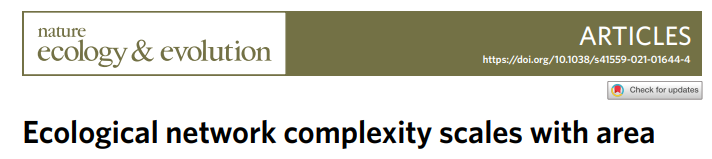 nature
ecology & evolution
ARTICLES
https://doi.org/10.1038/s41559-021-01644-4
Check for updates
Ecological network complexity scales with area